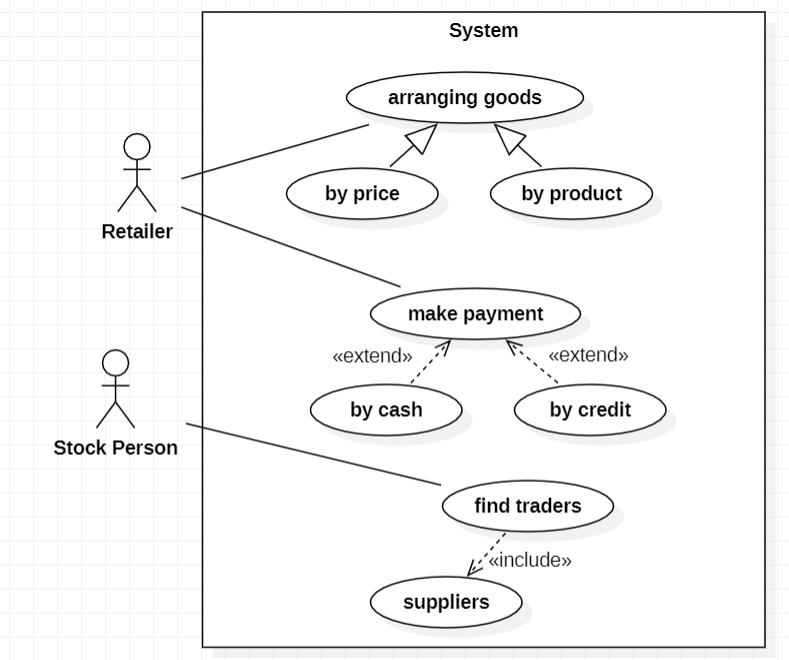 System
arranging goods
by price
by product
Retailer
make payment
«extend»
«extend»
by cash
by credit
Stock Person
find traders
«include»
suppliers